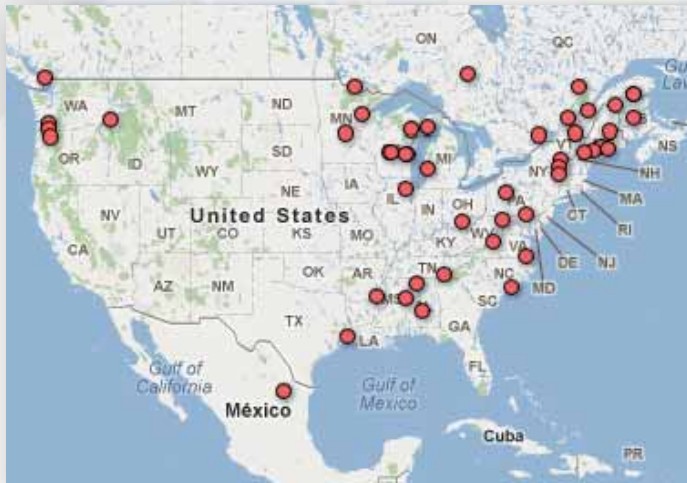 ON
QC
Gulf
Law
WA
MT
ND
MN
OR
ID
SD
WY
MI
VT
NS
NE
IA
NY
NH
NV
United States
IL
IN
OH
PA
MA
CT
RI
UT
CO
KS
MO
KY
WV
VA
DE
NJ
CA
OK
AR
TN
NC
MD
AZ
NM
MS
SC
TX
GA
LA
FL
Gulf of
California
Gulf of
Mexico
México
Cuba
PR